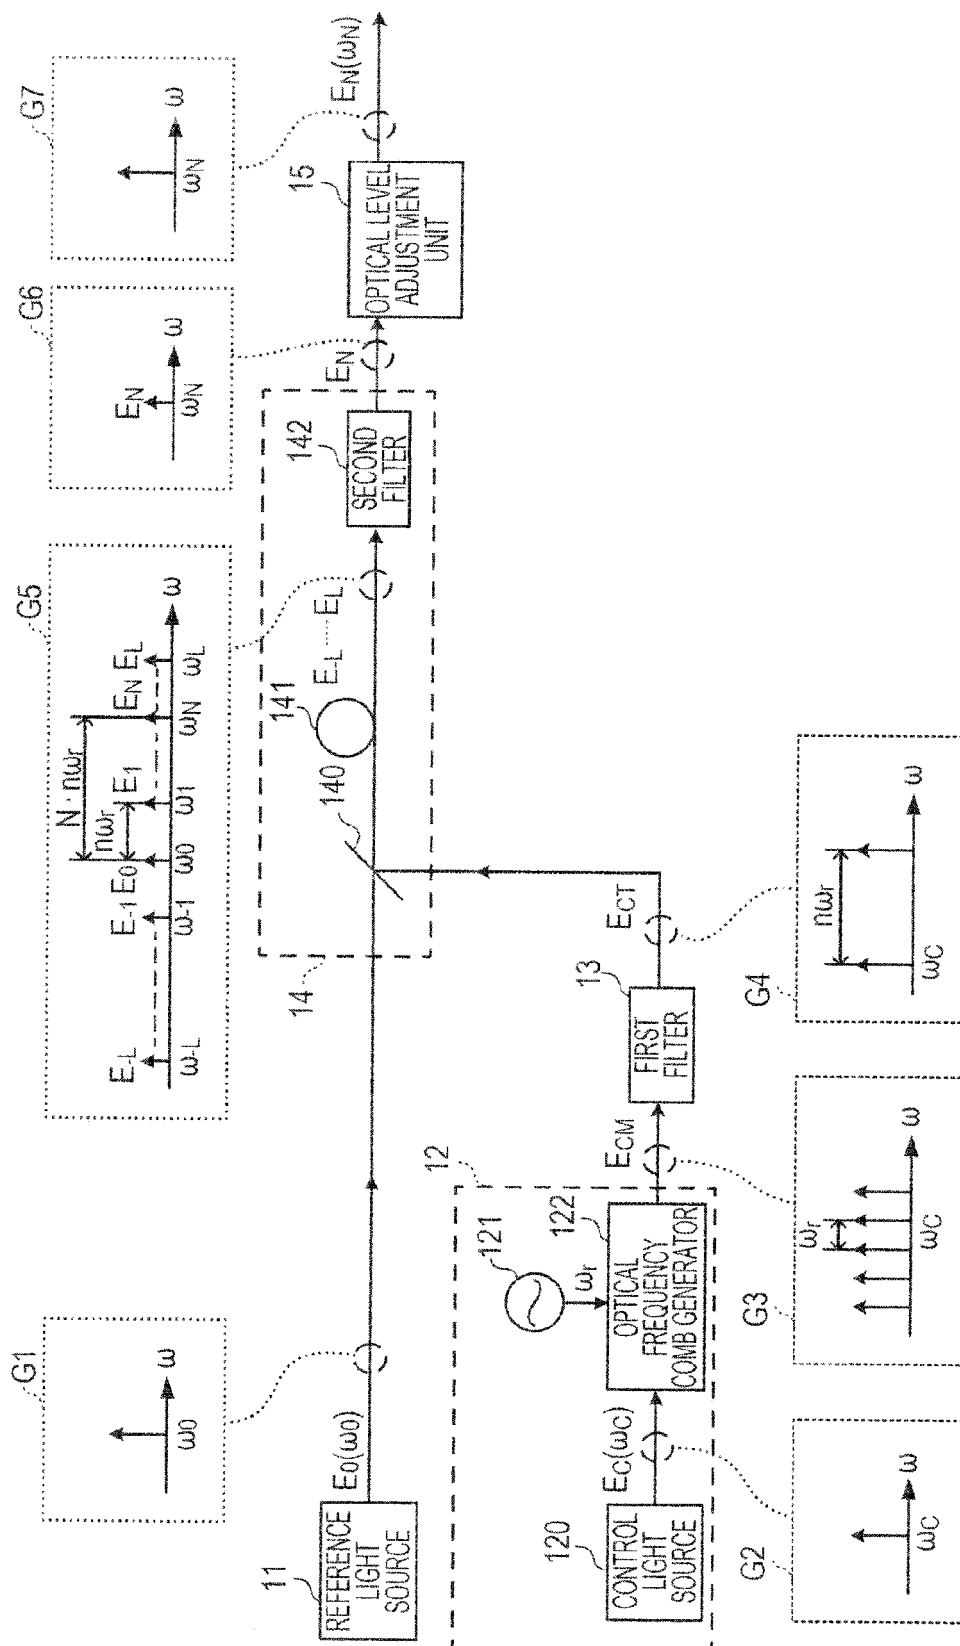 G1
ω
ω0
G5
N · nωr
nωr
E-L
E-1
E0
E1
EN
EL
ω-L
ω-1
ω0
ω1
ωN
ωL
ω
G6
EN
ωN
ω
G7
ωN
ω
11
REFERENCE
LIGHT
SOURCE
E0(ω0)
14
140
141
E-L ······ EL
142
SECOND
FILTER
EN
15
OPTICAL LEVEL
ADJUSTMENT
UNIT
EN(ωN)
12
120
CONTROL
LIGHT
SOURCE
EC(ωC)
121
ωr
122
OPTICAL
FREQUENCY
COMB GENERATOR
ECM
13
FIRST
FILTER
ECT
G2
ωC
ω
G3
ωr
ωC
ω
G4
nωr
ωC
ω